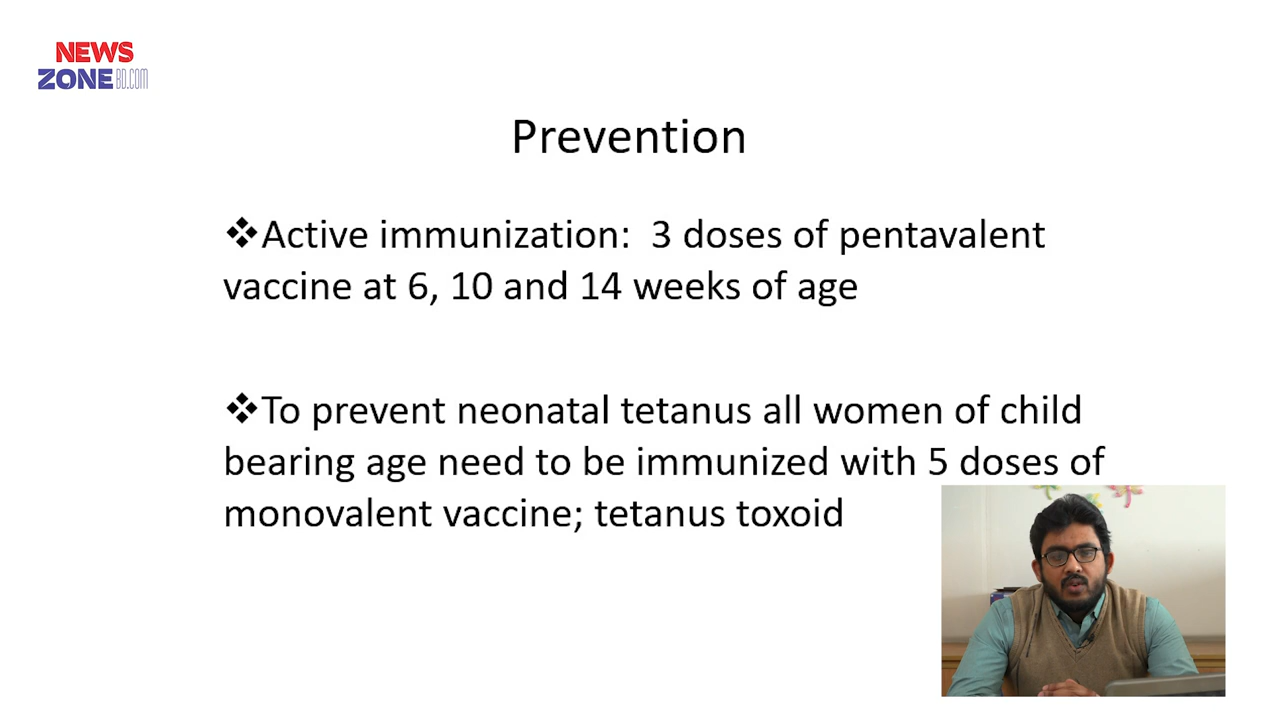 NEWS
ZONE BD.COM
Prevention
❖Active immunization: 3 doses of pentavalent
vaccine at 6, 10 and 14 weeks of age
❖To prevent neonatal tetanus all women of child
bearing age need to be immunized with 5 doses of
monovalent vaccine; tetanus toxoid